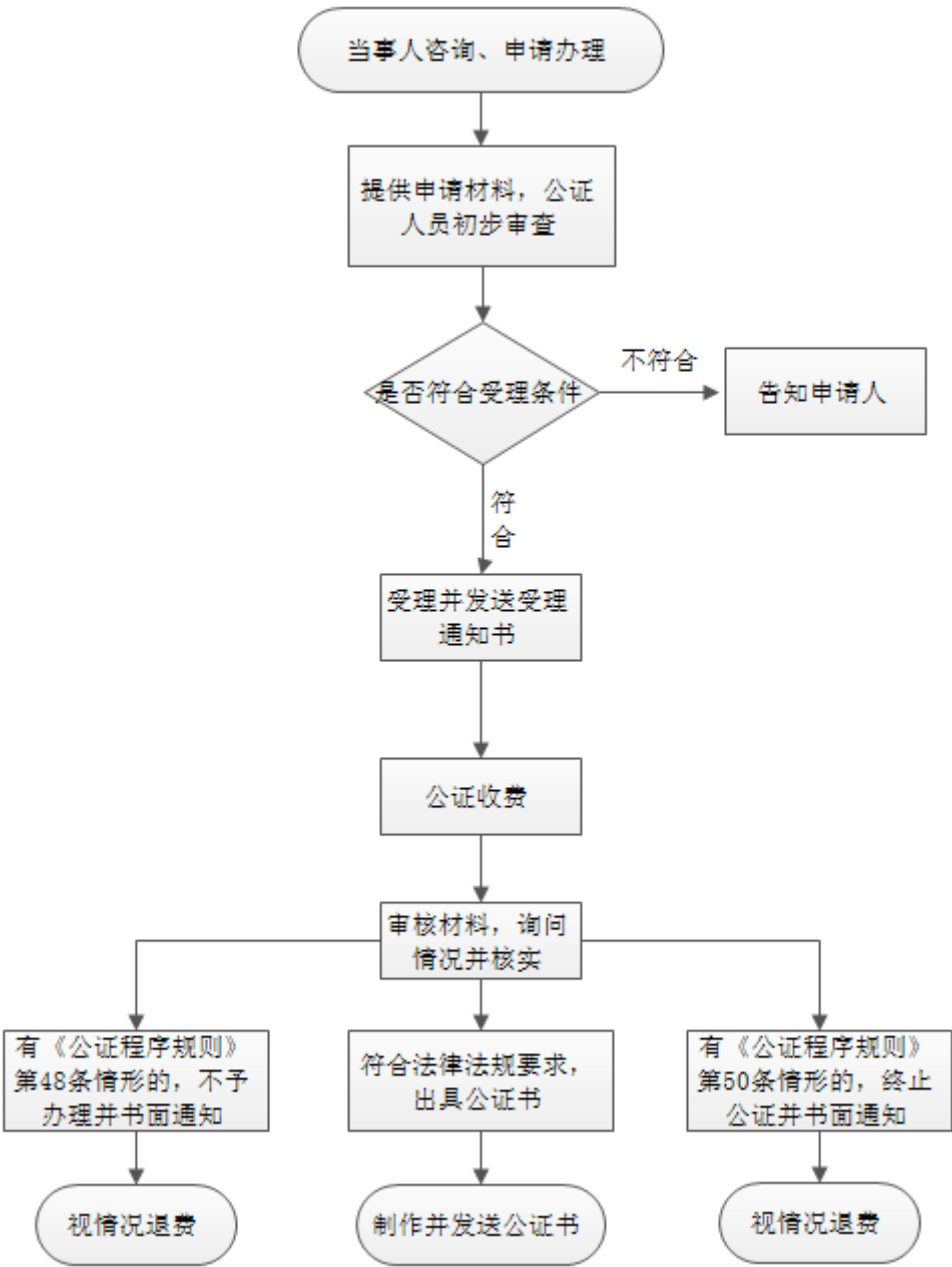 当事人咨询、申请办理
提供申请材料，公证
人员初步审查
是否符合受理条件
不符合
告知申请人
符
合
受理并发送受理
通知书
公证收费
审核材料，询问
情况并核实
有《公证程序规则》
第48条情形的，不予
办理并书面通知
符合法律法规要求，
出具公证书
有《公证程序规则》
第50条情形的，终止
公证并书面通知
视情况退费
制作并发送公证书
视情况退费